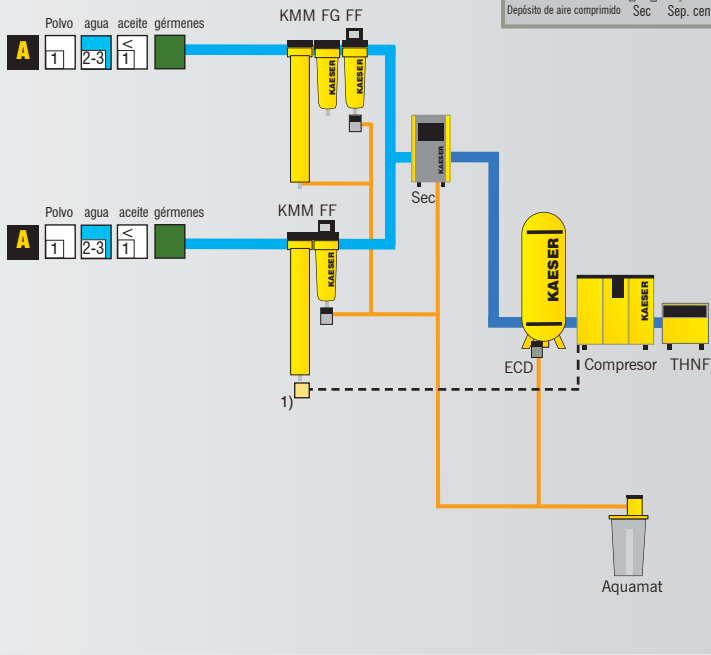 Depósito de aire comprimido Sec Sep.
KMM FG FF
Polvo agua aceite gérmenes
A 1 2-3 < 1
KAESER
KAESER
KAESER
Sec
Polvo agua aceite gérmenes
A 1 2-3 < 1
KMM FF
KAESER
KAESER
KAESER
ECD
Compresor
THNF
1)
Aquamat